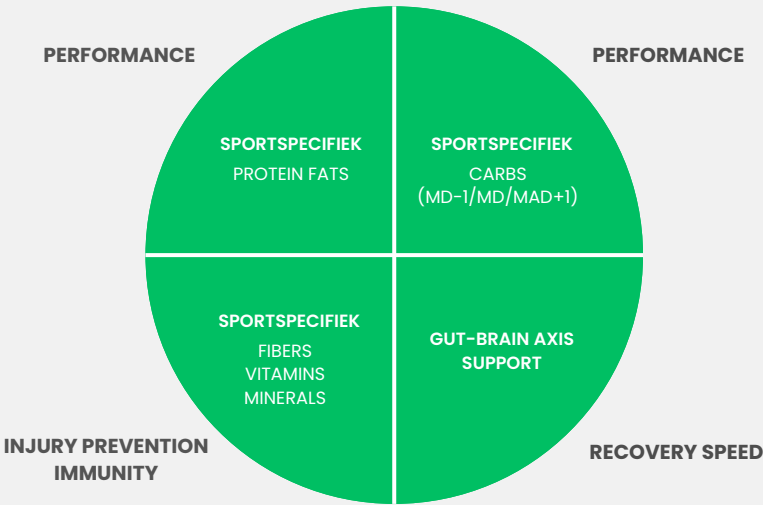 PERFORMANCE
PERFORMANCE
SPORTSPECIFIEK
PROTEIN FATS
SPORTSPECIFIEK
CARBS
(MD-1/MD/MAD+1)
SPORTSPECIFIEK
FIBERS
VITAMINS
MINERALS
GUT-BRAIN AXIS
SUPPORT
INJURY PREVENTION
IMMUNITY
RECOVERY SPEED